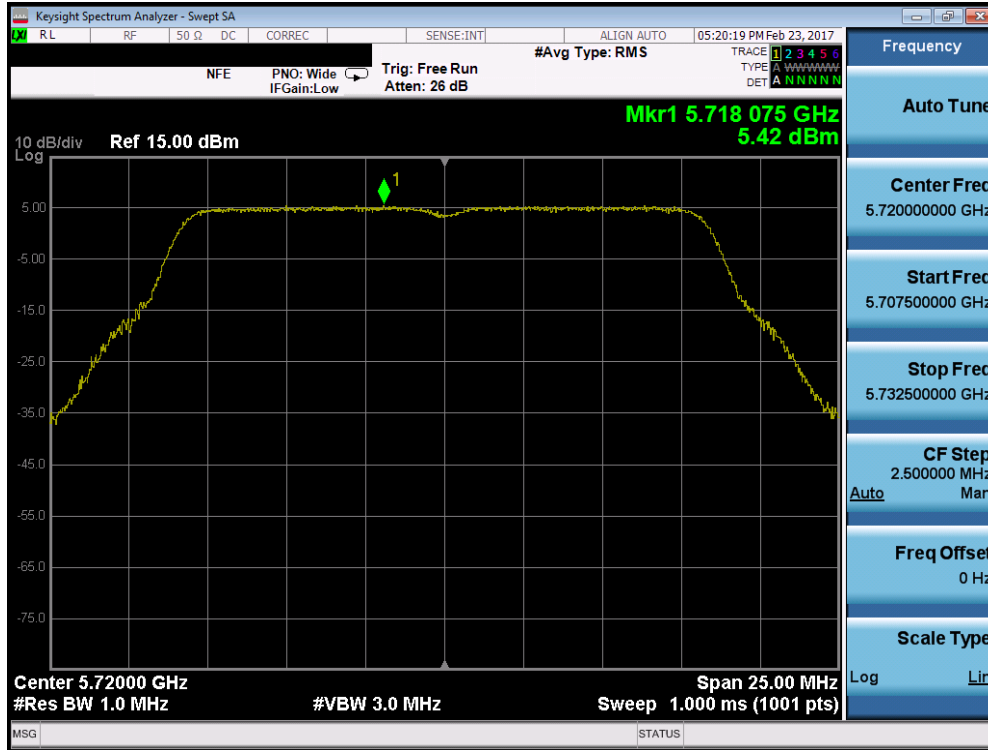 Keysight Spectrum Analyzer - Swept SA
LXI RL RF 50 Ω DC CORREC SENSE:INT ALIGN AUTO 05:20:19 PM Feb 23, 2017
NFE PNO: Wide Trig: Free Run #Avg Type: RMS TRACE 1 2 3 4 5 6
IFGain:Low Atten: 26 dB TYPE A WWWWW
DET A N N N N N
Mkr1 5.718 075 GHz
5.42 dBm
10 dB/div Ref 15.00 dBm
Log
1
5.00
-5.00
-15.0
-25.0
-35.0
-45.0
-55.0
-65.0
-75.0
Center 5.72000 GHz Span 25.00 MHz
#Res BW 1.0 MHz #VBW 3.0 MHz Sweep 1.000 ms (1001 pts)
MSG STATUS
Frequency
Auto Tune
Center Freq
5.720000000 GHz
Start Freq
5.707500000 GHz
Stop Freq
5.732500000 GHz
CF Step
2.500000 MHz
Auto Man
Freq Offset
0 Hz
Scale Type
Log Lin